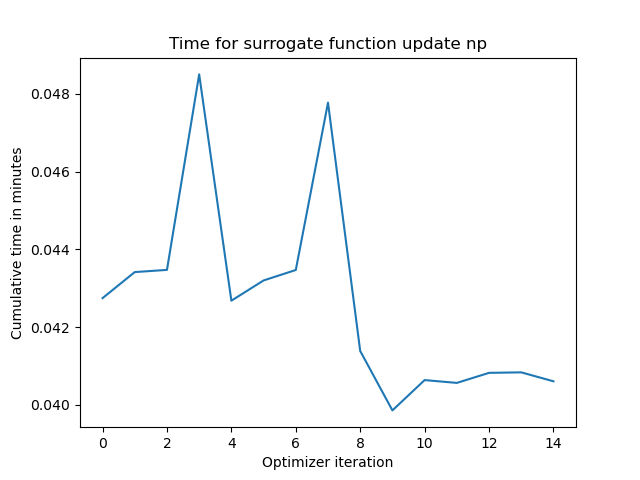 Time for surrogate function update np
Cumulative time in minutes
0.048
0.046
0.044
0.042
0.040
0 2 4 6 8 10 12 14
Optimizer iteration